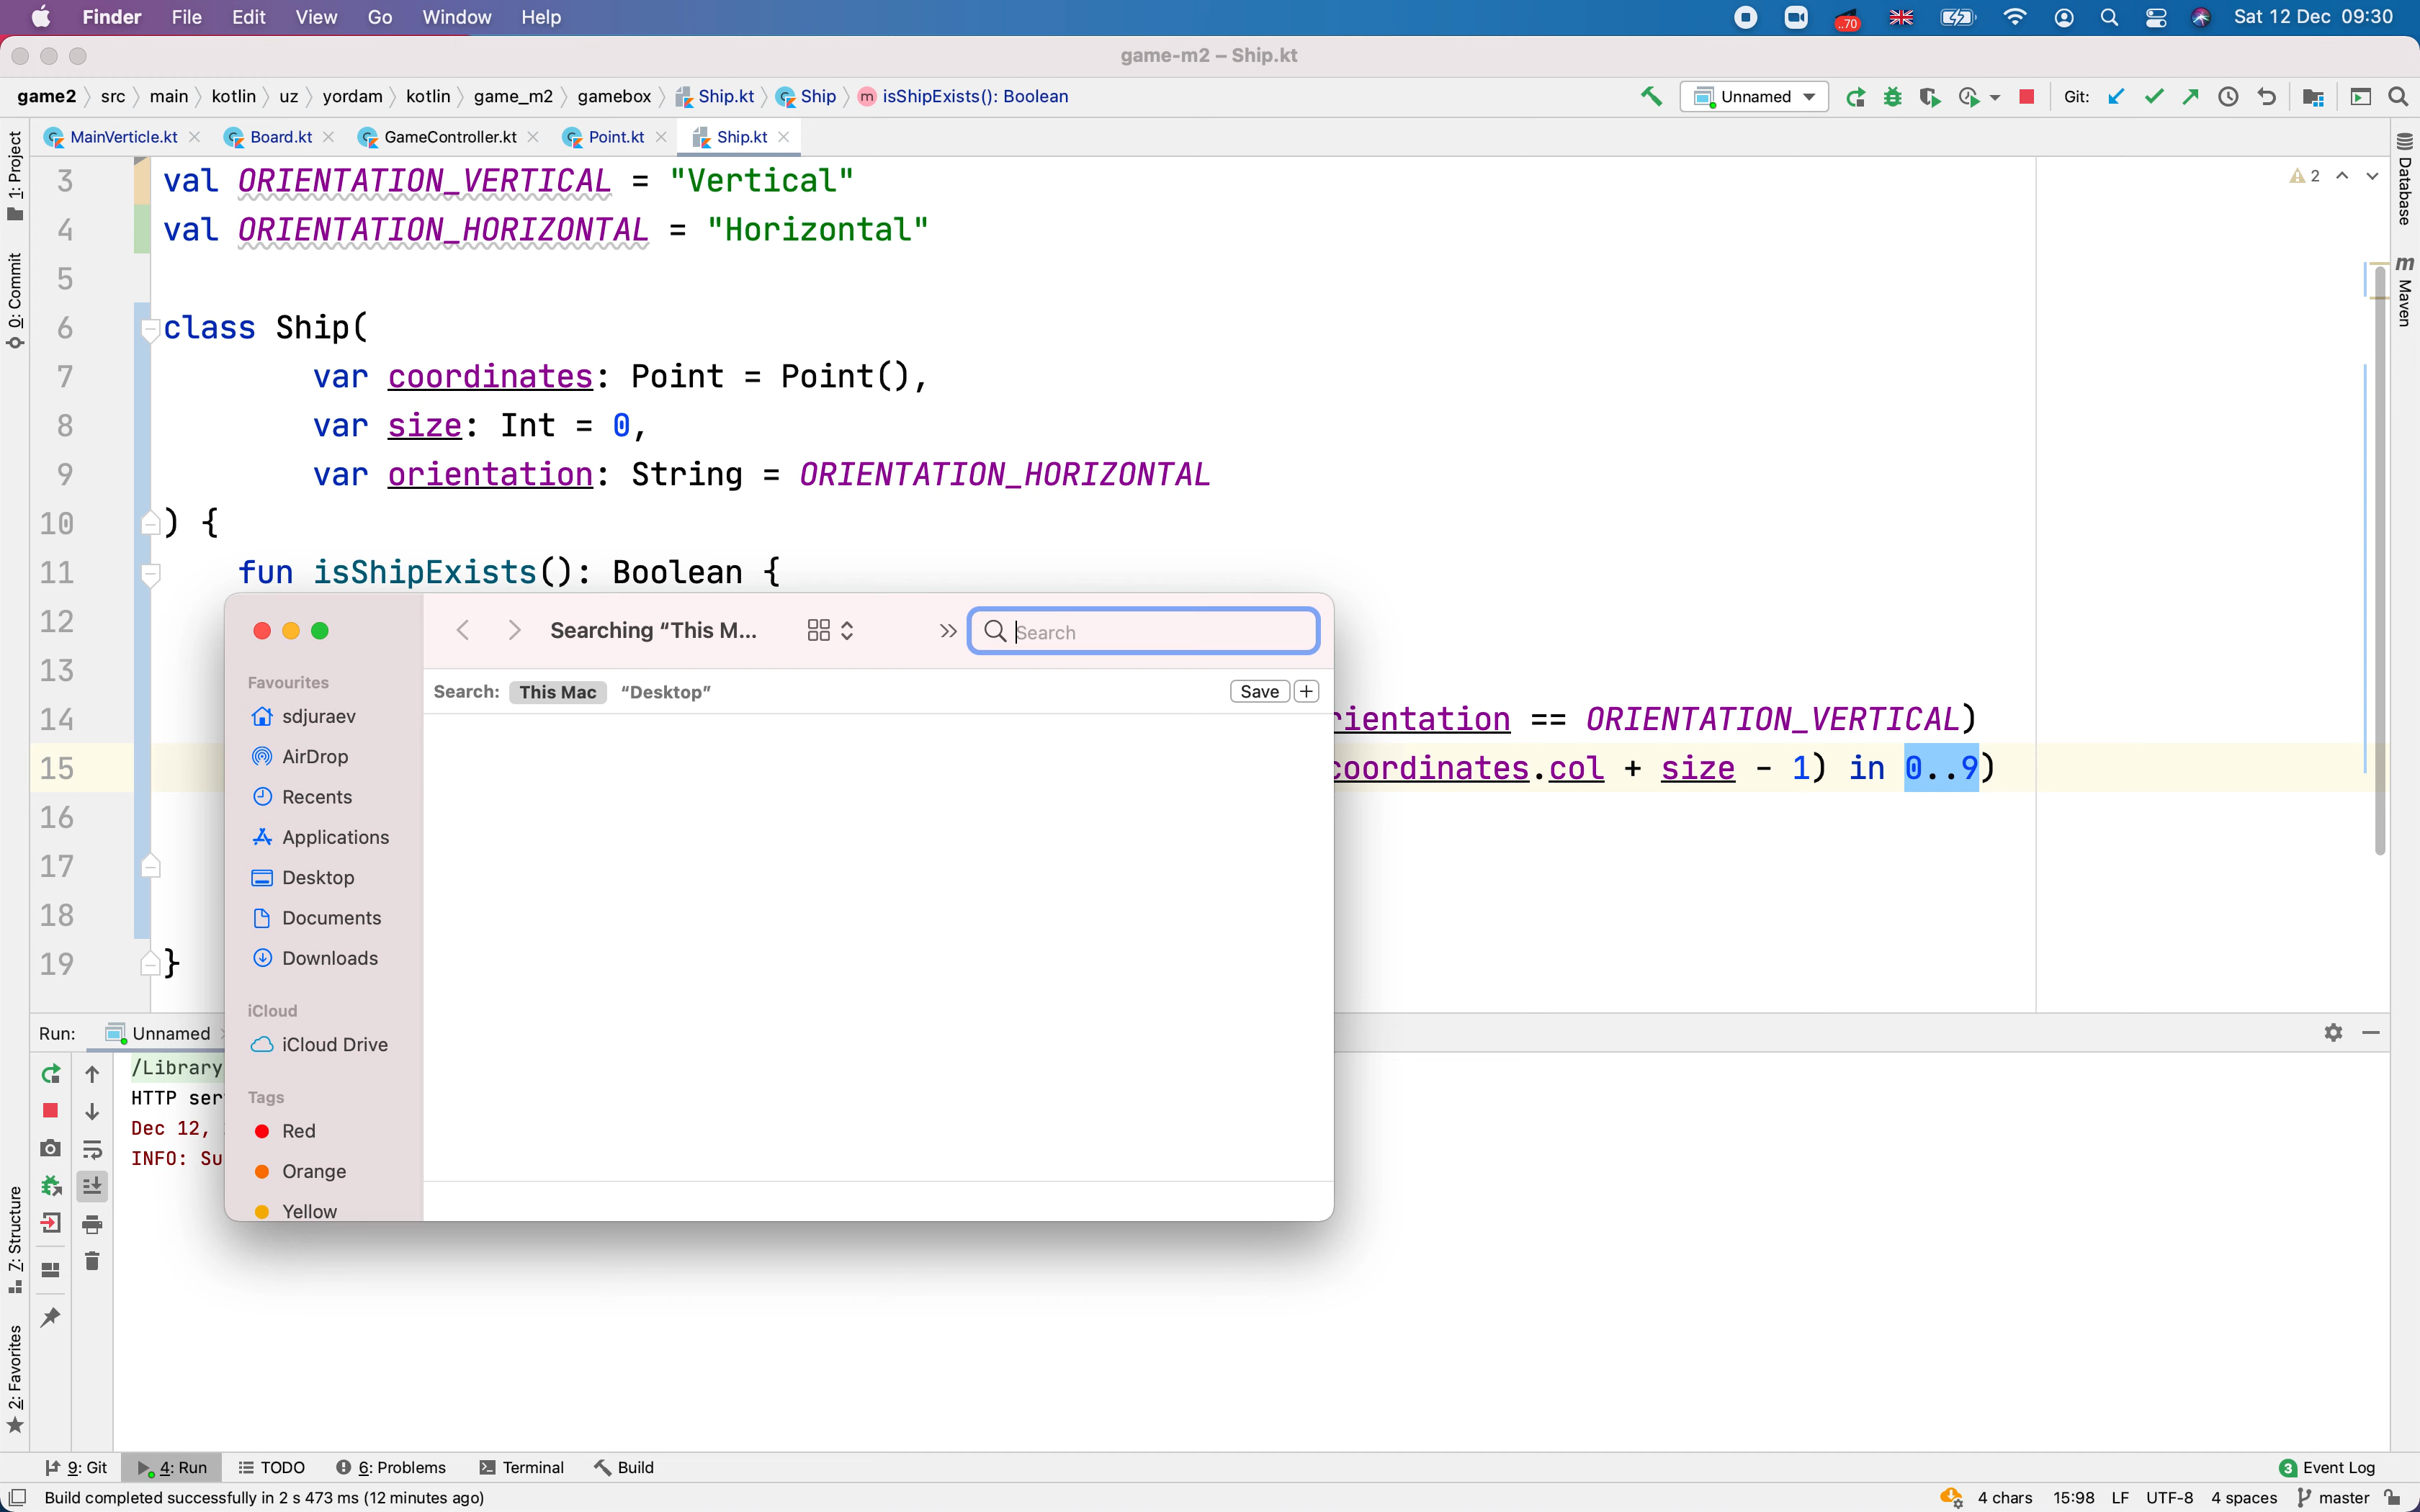 Finder File Edit View Go Window Help ..70 Sat 12 Dec 09:30
game-m2 – Ship.kt
game2 src main kotlin uz yordam kotlin game_m2 gamebox Ship.kt Ship m isShipExists(): Boolean Unnamed Git:
MainVerticle.kt Board.kt GameController.kt Point.kt Ship.kt
1: Project
0: Commit
7: Structure
2: Favorites
Database
m Maven
2
3 val ORIENTATION_VERTICAL = "Vertical"
4 val ORIENTATION_HORIZONTAL = "Horizontal"
5
6 class Ship(
7 var coordinates: Point = Point(),
8 var size: Int = 0,
9 var orientation: String = ORIENTATION_HORIZONTAL
10 ) {
11 fun isShipExists(): Boolean {
12
13
14 rientation == ORIENTATION_VERTICAL)
15 coordinates.col + size - 1) in 0..9)
16
17
18
19 }
Searching “This M... Search
Search: This Mac “Desktop” Save +
Favourites
sdjuraev
AirDrop
Recents
Applications
Desktop
Documents
Downloads
iCloud
iCloud Drive
Tags
Red
Orange
Yellow
Run: Unnamed
/Library
HTTP ser
Dec 12,
INFO: Su
9: Git 4: Run TODO 6: Problems Terminal Build 3 Event Log
Build completed successfully in 2 s 473 ms (12 minutes ago) 4 chars 15:98 LF UTF-8 4 spaces master